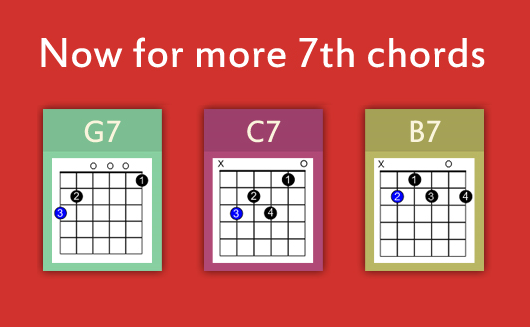 Now for more 7th chords
G7 C7 B7
o o o x o x o
1 1 1
2 2 2 3 4
3 3 4